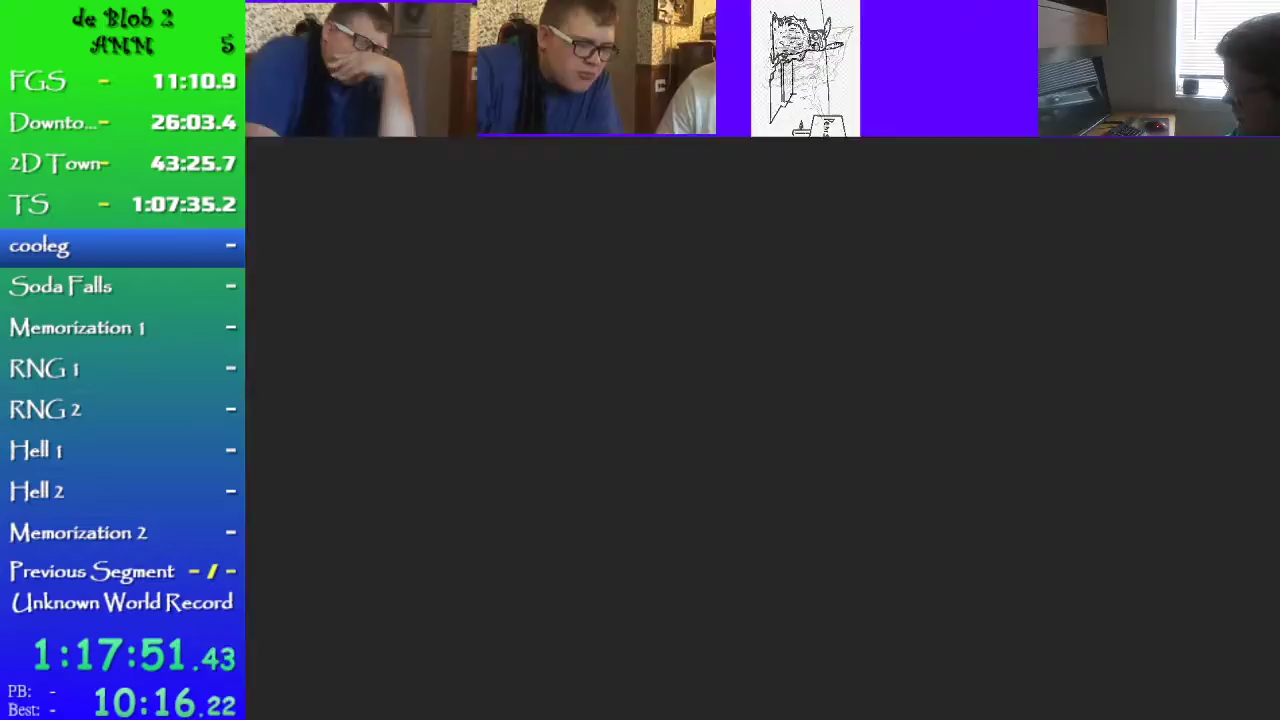 de Blob 2
ANN 5
FGS - 11:10.9
Downto... - 26:03.4
2D Town - 43:25.7
TS - 1:07:35.2
cooleg -
Soda Falls -
Memorization 1 -
RNG 1 -
RNG 2 -
Hell 1 -
Hell 2 -
Memorization 2 -
Previous Segment - / -
Unknown World Record
1:17:51.43
PB: -
Best: -
10:16.22